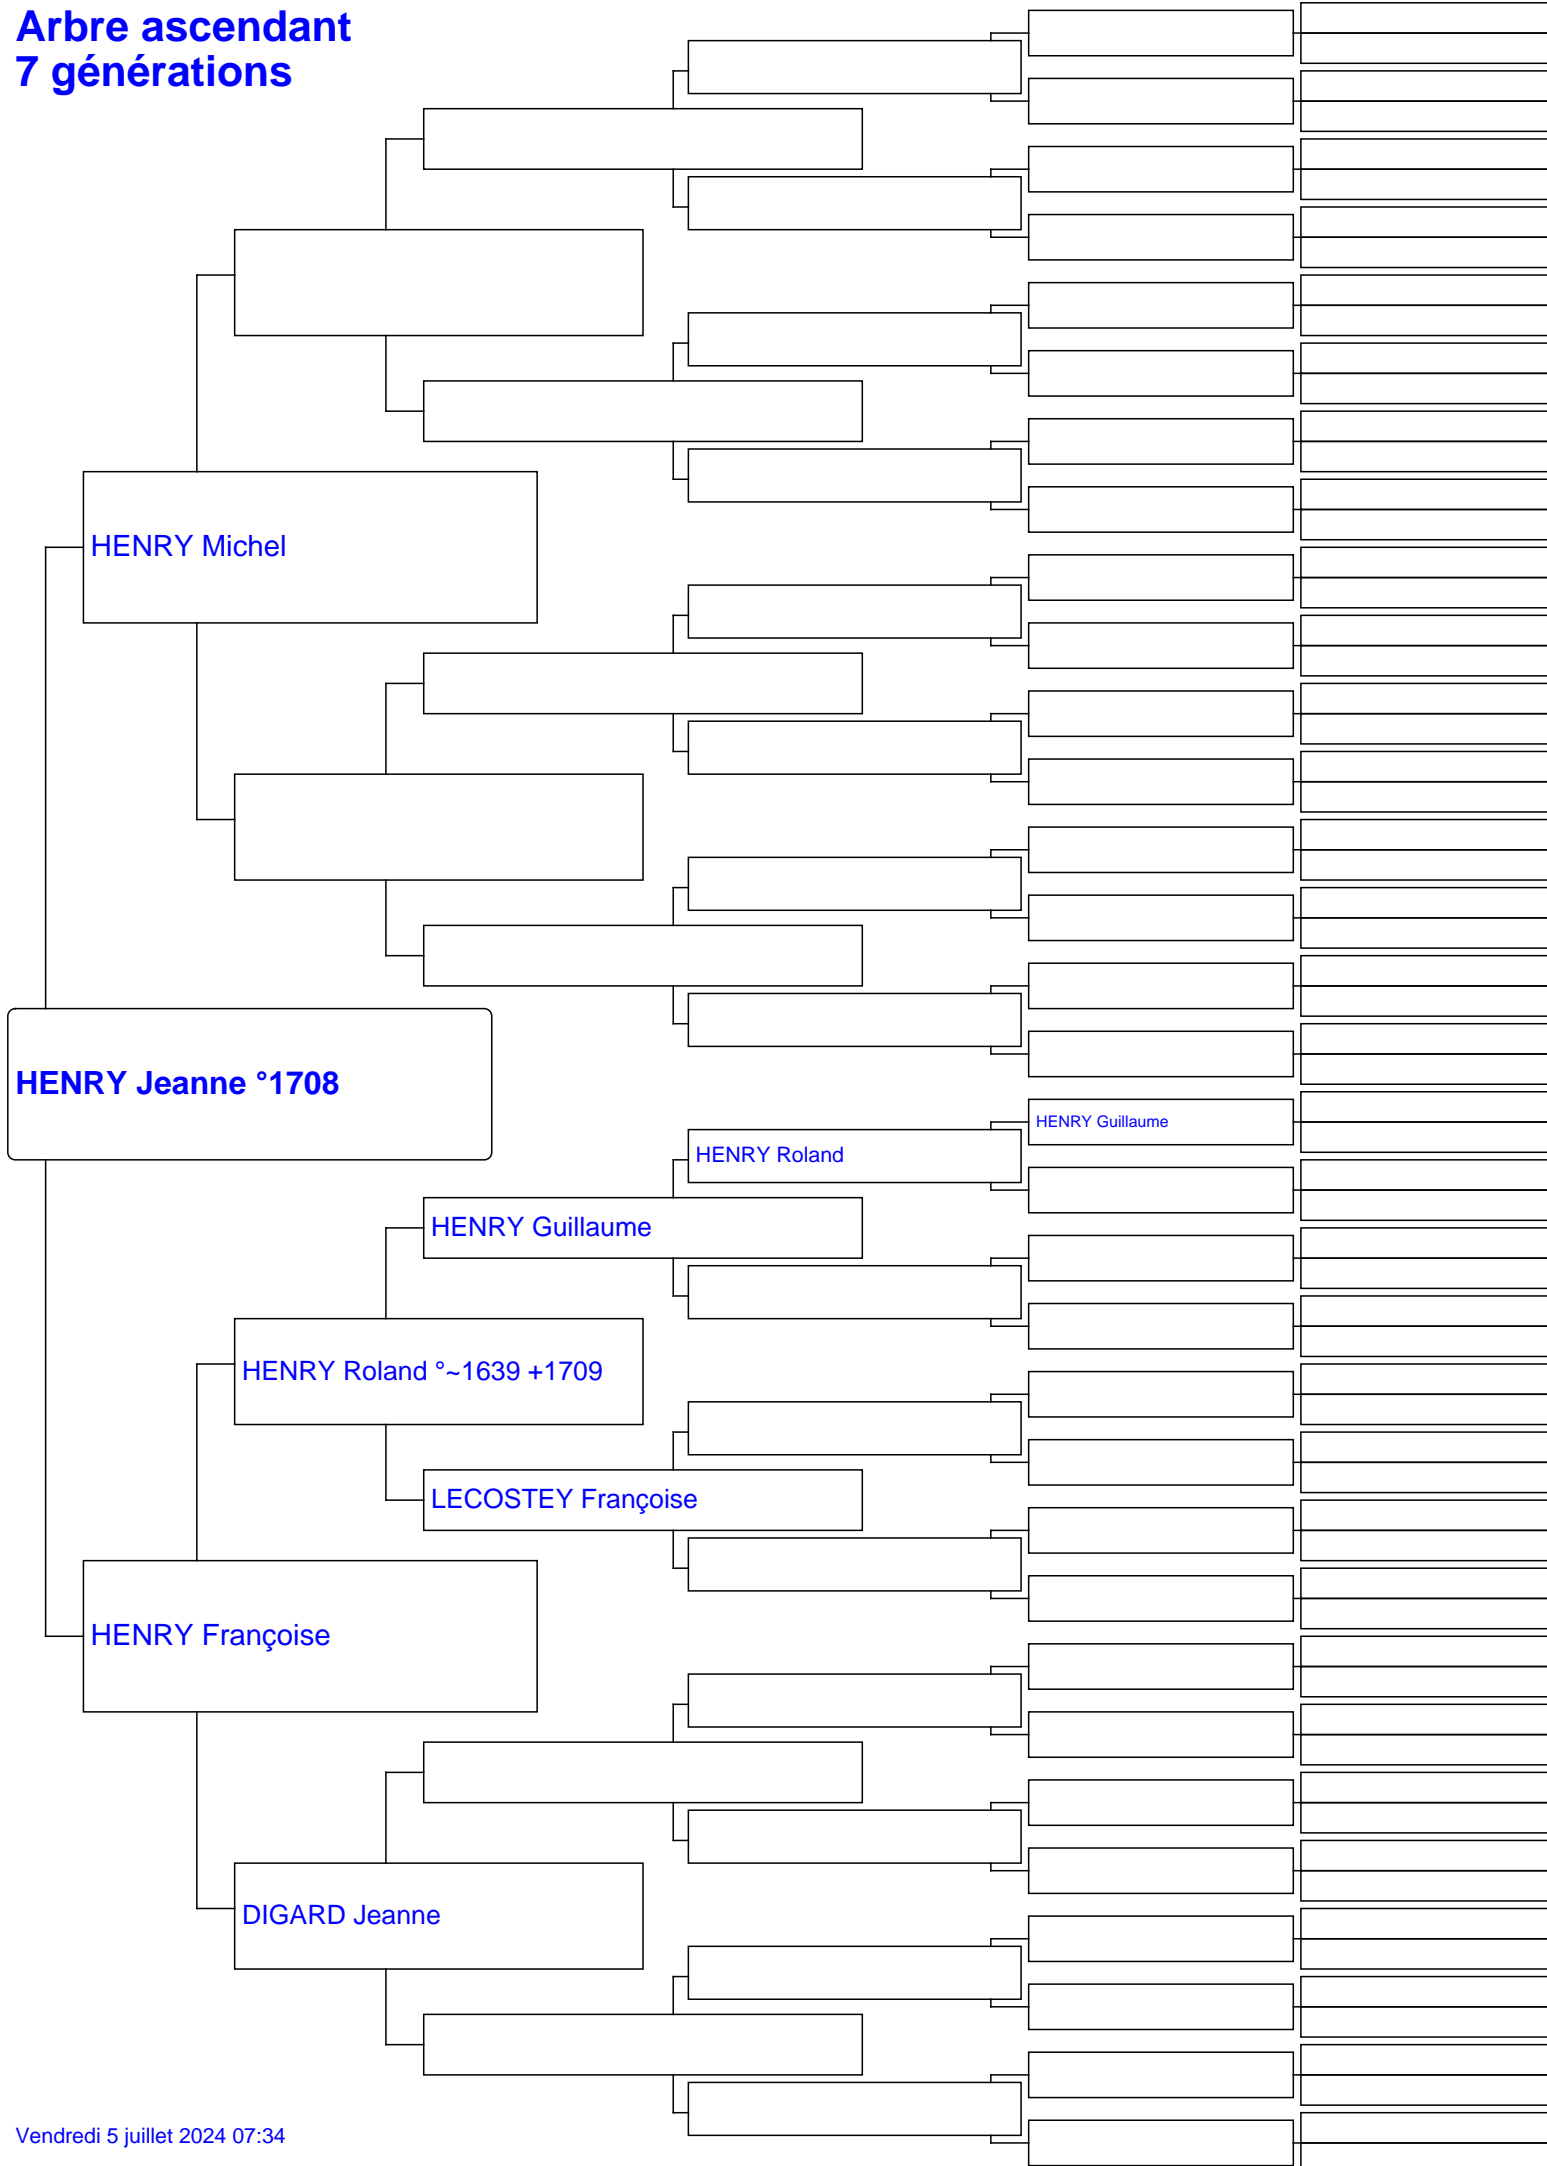 Arbre ascendant
7 générations
HENRY Michel
HENRY Jeanne °1708
HENRY Guillaume
HENRY Roland
HENRY Guillaume
HENRY Roland °~1639 +1709
LECOSTEY Françoise
HENRY Françoise
DIGARD Jeanne
Vendredi 5 juillet 2024 07:34